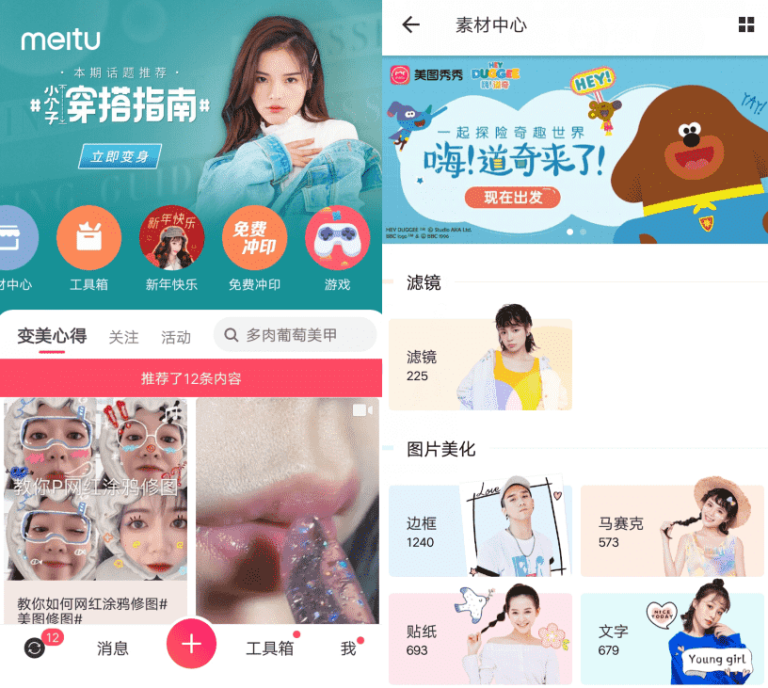 meitu
·本期话题推荐·
#小个子穿搭指南#
立即变身
新年快乐
免费
冲印
材中心
工具箱
新年快乐
免费冲印
游戏
变美心得
关注
活动
多肉葡萄美甲
推荐了12条内容
教你P网红涂鸦修图
教你如何网红涂鸦修图#
美图修图#
12
消息
工具箱
我
素材中心
美图秀秀
HEY DUGGEE
嗨!道奇
HEY!
YAY!
一起探险奇趣世界
嗨!道奇来了!
现在出发
HEY DUGGEE ™ © Studio AKA Ltd.
BBC logo ™ & © BBC 1996
滤镜
滤镜
225
图片美化
边框
1240
Love
马赛克
573
贴纸
693
文字
679
NICE
TODAY
Young girl